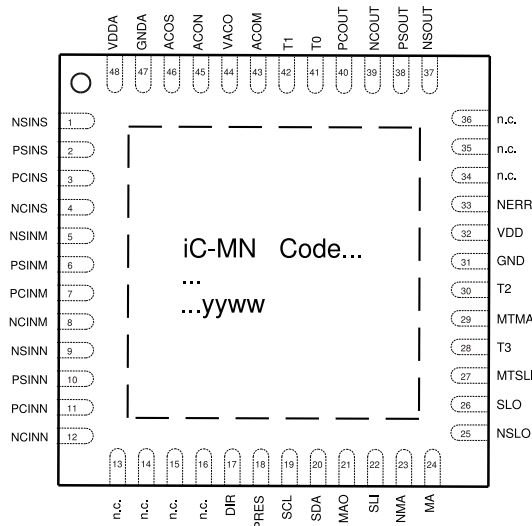 VDDA GNDA ACOS ACON VACO ACOM T1 T0 PCOUT NCOUT PSOUT NSOUT
48 47 46 45 44 43 42 41 40 39 38 37
NSINS 1
PSINS 2
PCINS 3
NCINS 4
NSINM 5
PSINM 6
PCINM 7
NCINM 8
NSINN 9
PSINN 10
PCINN 11
NCINN 12
iC-MN Code...
...
...yyww
36 n.c.
35 n.c.
34 n.c.
33 NERR
32 VDD
31 GND
30 T2
29 MTMA
28 T3
27 MTSLI
26 SLO
25 NSLO
13 14 15 16 17 18 19 20 21 22 23 24
n.c. n.c. n.c. n.c. DIR PRES SCL SDA MAO SLI NMA MA